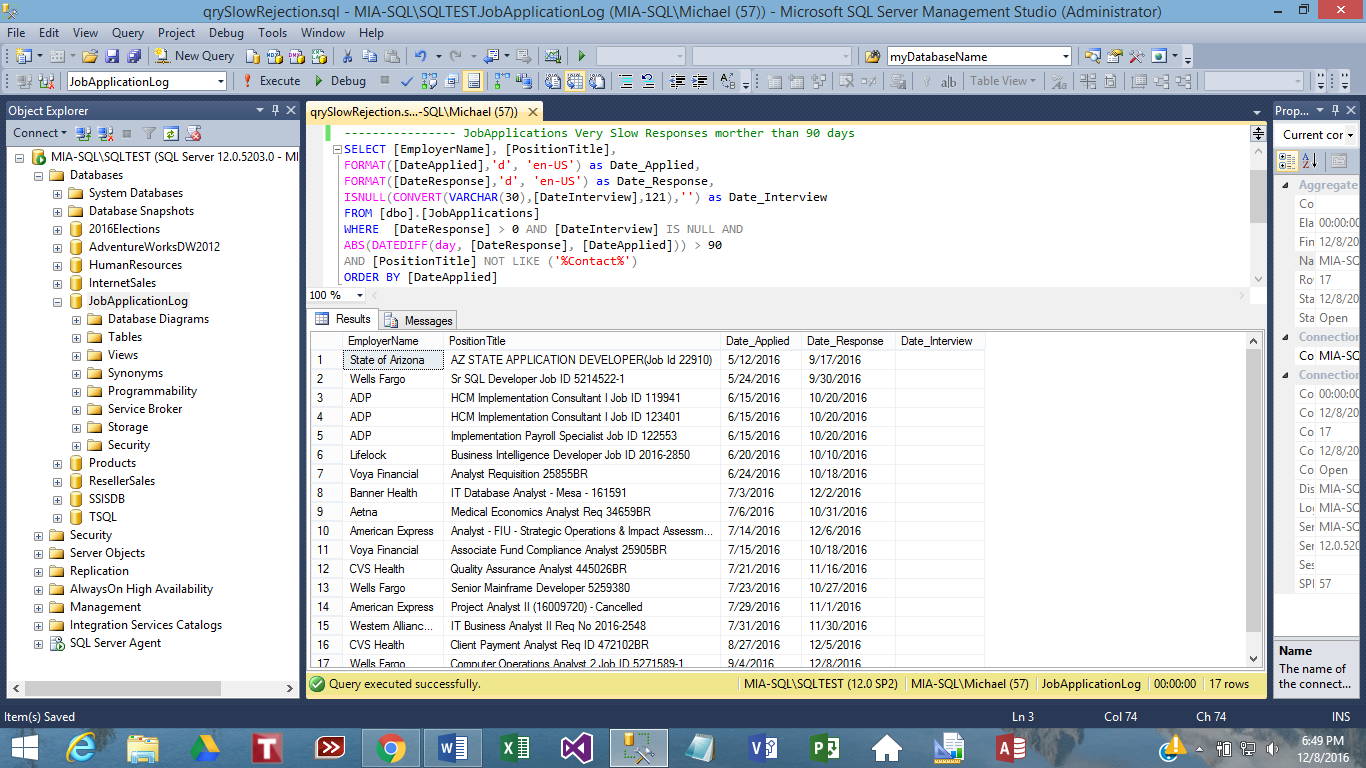 qrySlowRejection.sql - MIA-SQL\SQLTEST.JobApplicationLog (MIA-SQL\Michael (57)) - Microsoft SQL Server Management Studio (Administrator)
File Edit View Query Project Debug Tools Window Help
New Query myDatabaseName
JobApplicationLog Execute Debug Table View
Object Explorer
Connect
MIA-SQL\SQLTEST (SQL Server 12.0.5203.0 - MI
Databases
System Databases
Database Snapshots
2016Elections
AdventureWorksDW2012
HumanResources
InternetSales
JobApplicationLog
Database Diagrams
Tables
Views
Synonyms
Programmability
Service Broker
Storage
Security
Products
ResellerSales
SSISDB
TSQL
Security
Server Objects
Replication
AlwaysOn High Availability
Management
Integration Services Catalogs
SQL Server Agent
qrySlowRejection.s...-SQL\Michael (57))
---------------- JobApplications Very Slow Responses morther than 90 days
SELECT [EmployerName], [PositionTitle],
FORMAT([DateApplied],'d', 'en-US') as Date_Applied,
FORMAT([DateResponse],'d', 'en-US') as Date_Response,
ISNULL(CONVERT(VARCHAR(30),[DateInterview],121),'') as Date_Interview
FROM [dbo].[JobApplications]
WHERE [DateResponse] > 0 AND [DateInterview] IS NULL AND
ABS(DATEDIFF(day, [DateResponse], [DateApplied])) > 90
AND [PositionTitle] NOT LIKE ('%Contact%')
ORDER BY [DateApplied]
100 %
Results Messages
EmployerName PositionTitle Date_Applied Date_Response Date_Interview
1 State of Arizona AZ STATE APPLICATION DEVELOPER(Job Id 22910) 5/12/2016 9/17/2016
2 Wells Fargo Sr SQL Developer Job ID 5214522-1 5/24/2016 9/30/2016
3 ADP HCM Implementation Consultant I Job ID 119941 6/15/2016 10/20/2016
4 ADP HCM Implementation Consultant I Job ID 123401 6/15/2016 10/20/2016
5 ADP Implementation Payroll Specialist Job ID 122553 6/15/2016 10/20/2016
6 Lifelock Business Intelligence Developer Job ID 2016-2850 6/20/2016 10/10/2016
7 Voya Financial Analyst Requisition 25855BR 6/24/2016 10/18/2016
8 Banner Health IT Database Analyst - Mesa - 161591 7/3/2016 12/2/2016
9 Aetna Medical Economics Analyst Req 34659BR 7/6/2016 10/31/2016
10 American Express Analyst - FIU - Strategic Operations & Impact Assessm... 7/14/2016 12/6/2016
11 Voya Financial Associate Fund Compliance Analyst 25905BR 7/15/2016 10/18/2016
12 CVS Health Quality Assurance Analyst 445026BR 7/21/2016 11/16/2016
13 Wells Fargo Senior Mainframe Developer 5259380 7/23/2016 10/27/2016
14 American Express Project Analyst II (16009720) - Cancelled 7/29/2016 11/1/2016
15 Western Allianc... IT Business Analyst II Req No 2016-2548 7/31/2016 11/30/2016
16 CVS Health Client Payment Analyst Req ID 472102BR 8/27/2016 12/5/2016
17 Wells Fargo Computer Operations Analyst 2 Job ID 5271589-1 9/4/2016 12/8/2016
Query executed successfully. MIA-SQL\SQLTEST (12.0 SP2) MIA-SQL\Michael (57) JobApplicationLog 00:00:00 17 rows
Prop...
Current cor
Aggregate
Co
Ela 00:00:00
Fin 12/8/20
Na MIA-SQ
Ro 17
Sta 12/8/20
Sta Open
Connection
Co MIA-SQ
Connection
Co 00:00:00
Co 12/8/20
Co 17
Co 12/8/20
Co Open
Dis MIA-SQ
Log MIA-SQ
Ser MIA-SQ
Ser 12.0.520
Ses
SPI 57
Name
The name of
the connect...
Item(s) Saved Ln 3 Col 74 Ch 74 INS
6:49 PM
12/8/2016